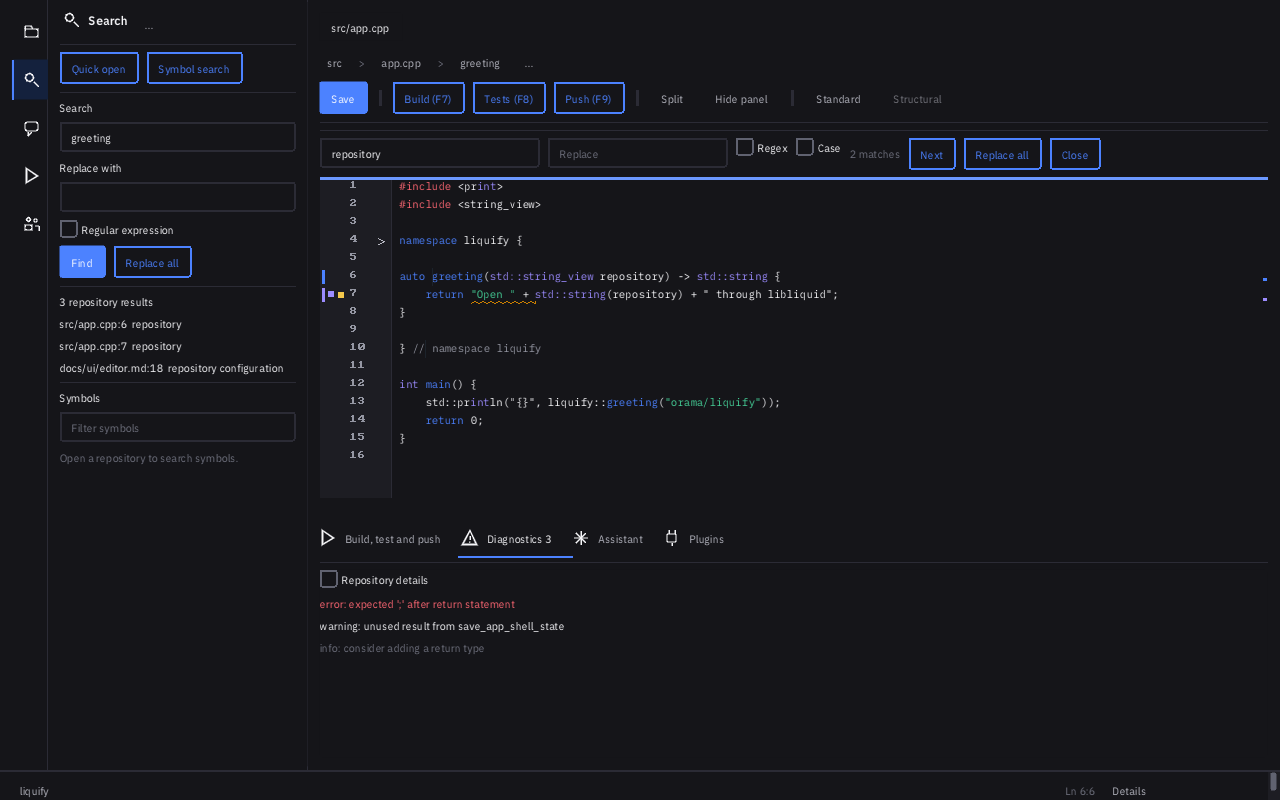 Search
...
Quick open
Symbol search
Search
greeting
Replace with
Regular expression
Find
Replace all
3 repository results
src/app.cpp:6 repository
src/app.cpp:7 repository
docs/ui/editor.md:18 repository configuration
Symbols
Filter symbols
Open a repository to search symbols.
src/app.cpp
src > app.cpp > greeting ...
Save | Build (F7) Tests (F8) Push (F9) | Split Hide panel | Standard Structural
repository Replace Regex Case 2 matches Next Replace all Close
1 #include <print>
2 #include <string_view>
3
4 > namespace liquify {
5
6 auto greeting(std::string_view repository) -> std::string {
7 return "Open " + std::string(repository) + " through libliquid";
8 }
9
10 } // namespace liquify
11
12 int main() {
13 std::println("{}", liquify::greeting("orama/liquify"));
14 return 0;
15 }
16
Build, test and push Diagnostics 3 Assistant Plugins
Repository details
error: expected ';' after return statement
warning: unused result from save_app_shell_state
info: consider adding a return type
liquify Ln 6:6 Details